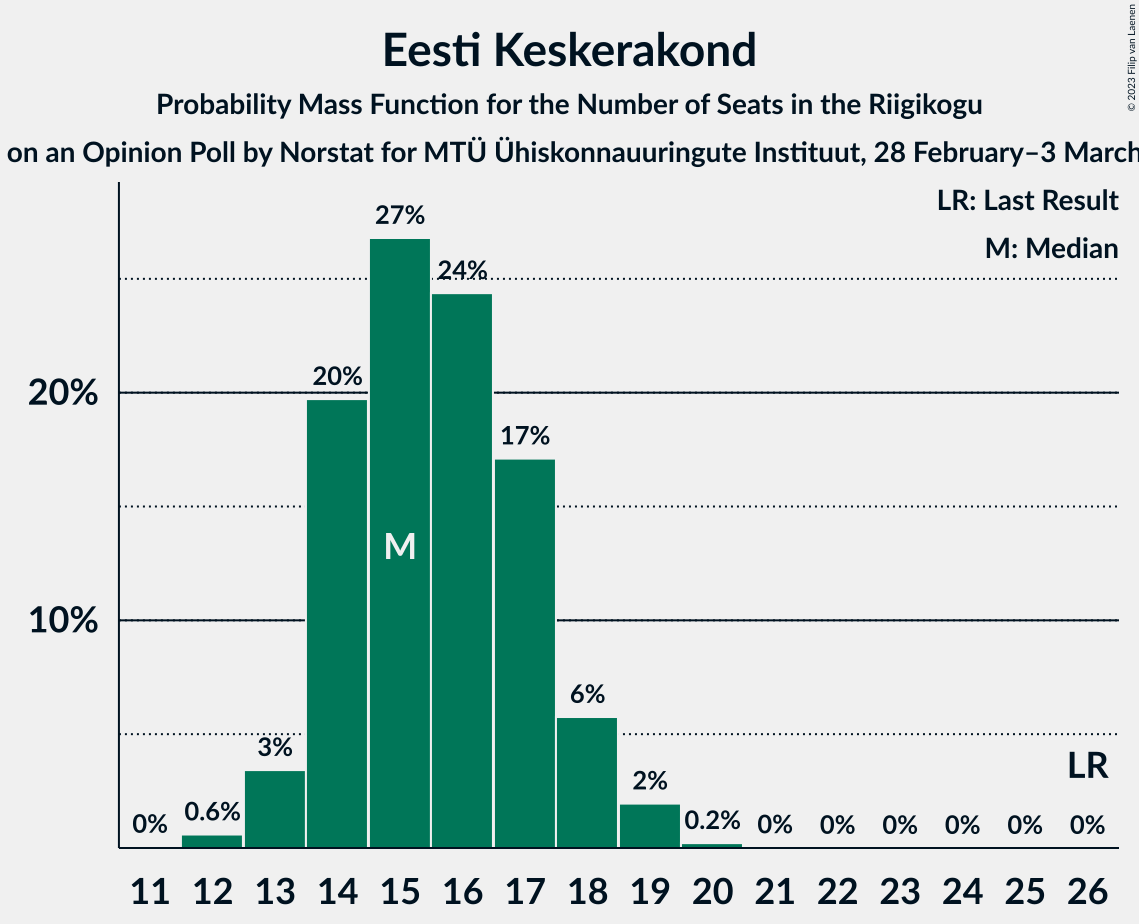 Eesti Keskerakond
Probability Mass Function for the Number of Seats in the Riigikogu
on an Opinion Poll by Norstat for MTÜ Ühiskonnauuringute Instituut, 28 February–3 March
© 2023 Filip van Laenen
LR: Last Result
M: Median
27%
24%
20%
20%
17%
M
10%
6%
3%
LR
2%
0% 0.6% 0.2% 0% 0% 0% 0% 0% 0%
11 12 13 14 15 16 17 18 19 20 21 22 23 24 25 26